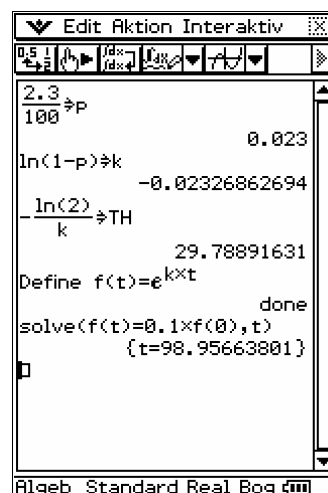 Edit Aktion Interaktiv
2.3/100⇒p
0.023
ln(1-p)⇒k
-0.02326862694
-ln(2)/k⇒TH
29.78891631
Define f(t)=e^k×t
done
solve(f(t)=0.1×f(0),t)
{t=98.95663801}
Algeb Standard Real Bog